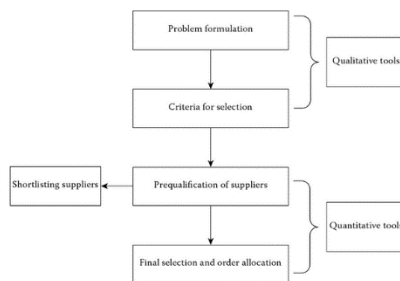 Problem formulation
Qualitative tools
Criteria for selection
Shortlisting suppliers
Prequalification of suppliers
Quantitative tools
Final selection and order allocation